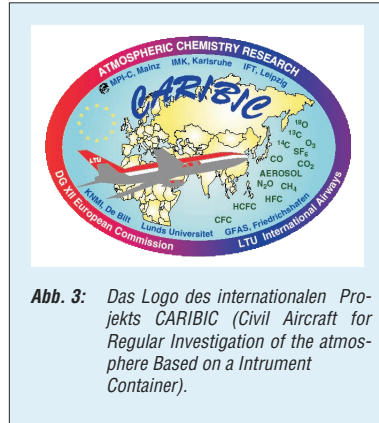 ATMOSPHERIC CHEMISTRY RESEARCH
MPI-C, Mainz IMK, Karlsruhe IFT, Leipzig
CARIBIC
¹⁸O
¹³C
¹⁴C O₃
SF₆
CO CO₂
AEROSOL
N₂O CH₄
HFC
HCFC
CFC
LTU
KNMI, De Bilt Lunds Universitet GFAS, Friedrichshafen
DG XII European Commission LTU International Airways
Abb. 3: Das Logo des internationalen Pro-
jekts CARIBIC (Civil Aircraft for
Regular Investigation of the atmos-
phere Based on a Intrument
Container).